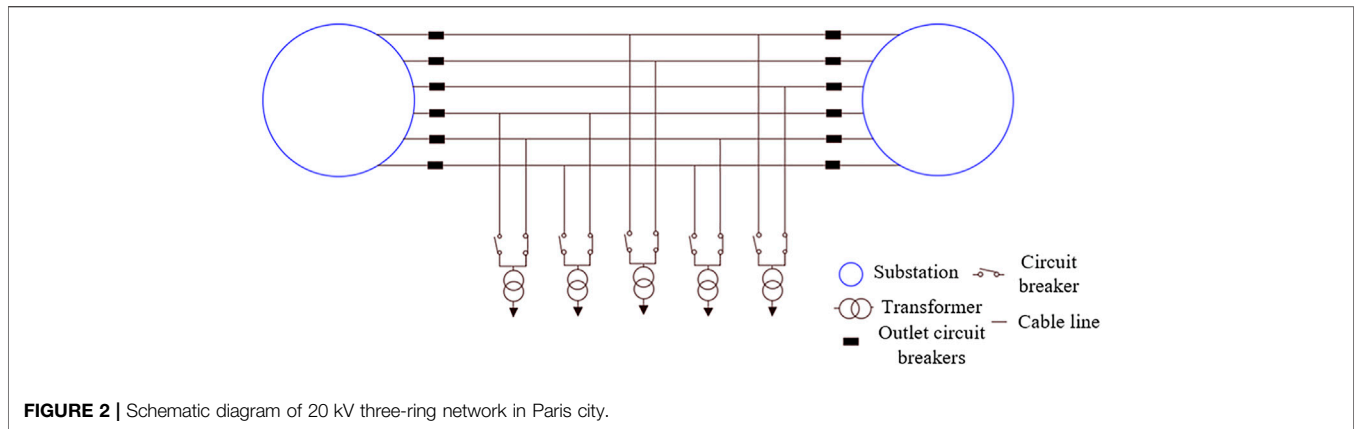 Substation
Circuit
breaker
Transformer
Cable line
Outlet circuit
breakers
FIGURE 2 | Schematic diagram of 20 kV three-ring network in Paris city.